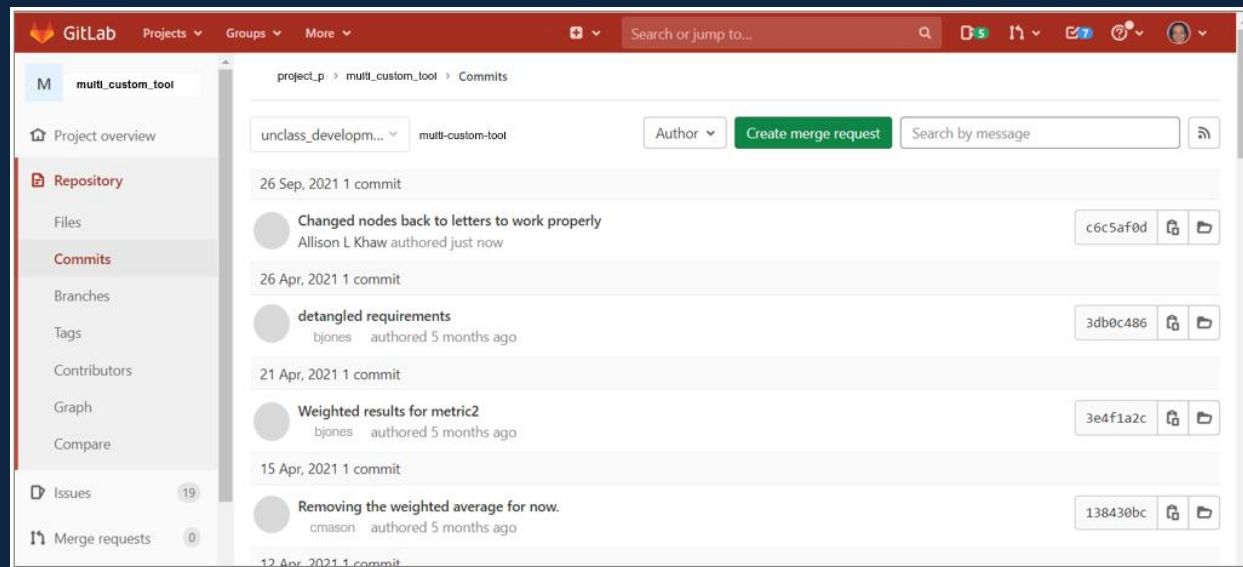 GitLab Projects Groups More Search or jump to... 5 7
M multi_custom_tool
project_p > multi_custom_tool > Commits
Project overview
unclass_developm... multi-custom-tool Author Create merge request Search by message
Repository
26 Sep, 2021 1 commit
Files
Changed nodes back to letters to work properly
Allison L Khaw authored just now
c6c5af0d
Commits
26 Apr, 2021 1 commit
Branches
detangled requirements
bjones authored 5 months ago
3db0c486
Tags
Contributors
21 Apr, 2021 1 commit
Graph
Weighted results for metric2
bjones authored 5 months ago
3e4f1a2c
Compare
15 Apr, 2021 1 commit
Issues 19
Removing the weighted average for now.
cmason authored 5 months ago
138430bc
Merge requests 0
12 Apr, 2021 1 commit